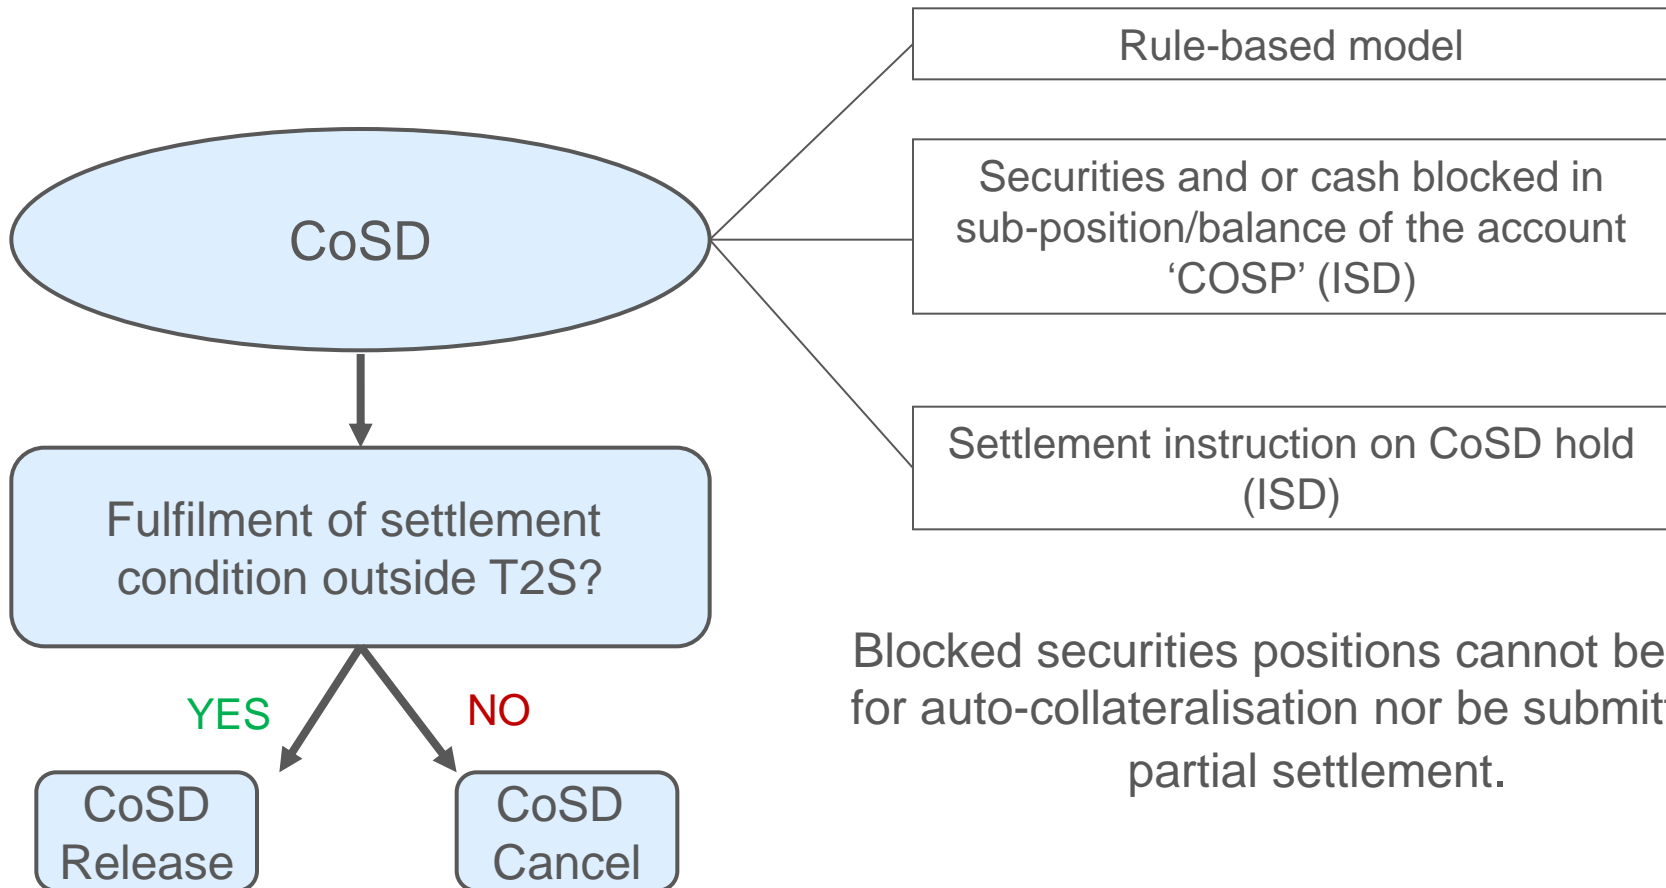 Rule-based model
CoSD
Securities and or cash blocked in
sub-position/balance of the account
‘COSP’ (ISD)
Settlement instruction on CoSD hold
(ISD)
Fulfilment of settlement
condition outside T2S?
YES
NO
CoSD
Release
CoSD
Cancel
Blocked securities positions cannot be
for auto-collateralisation nor be
partial settlement.